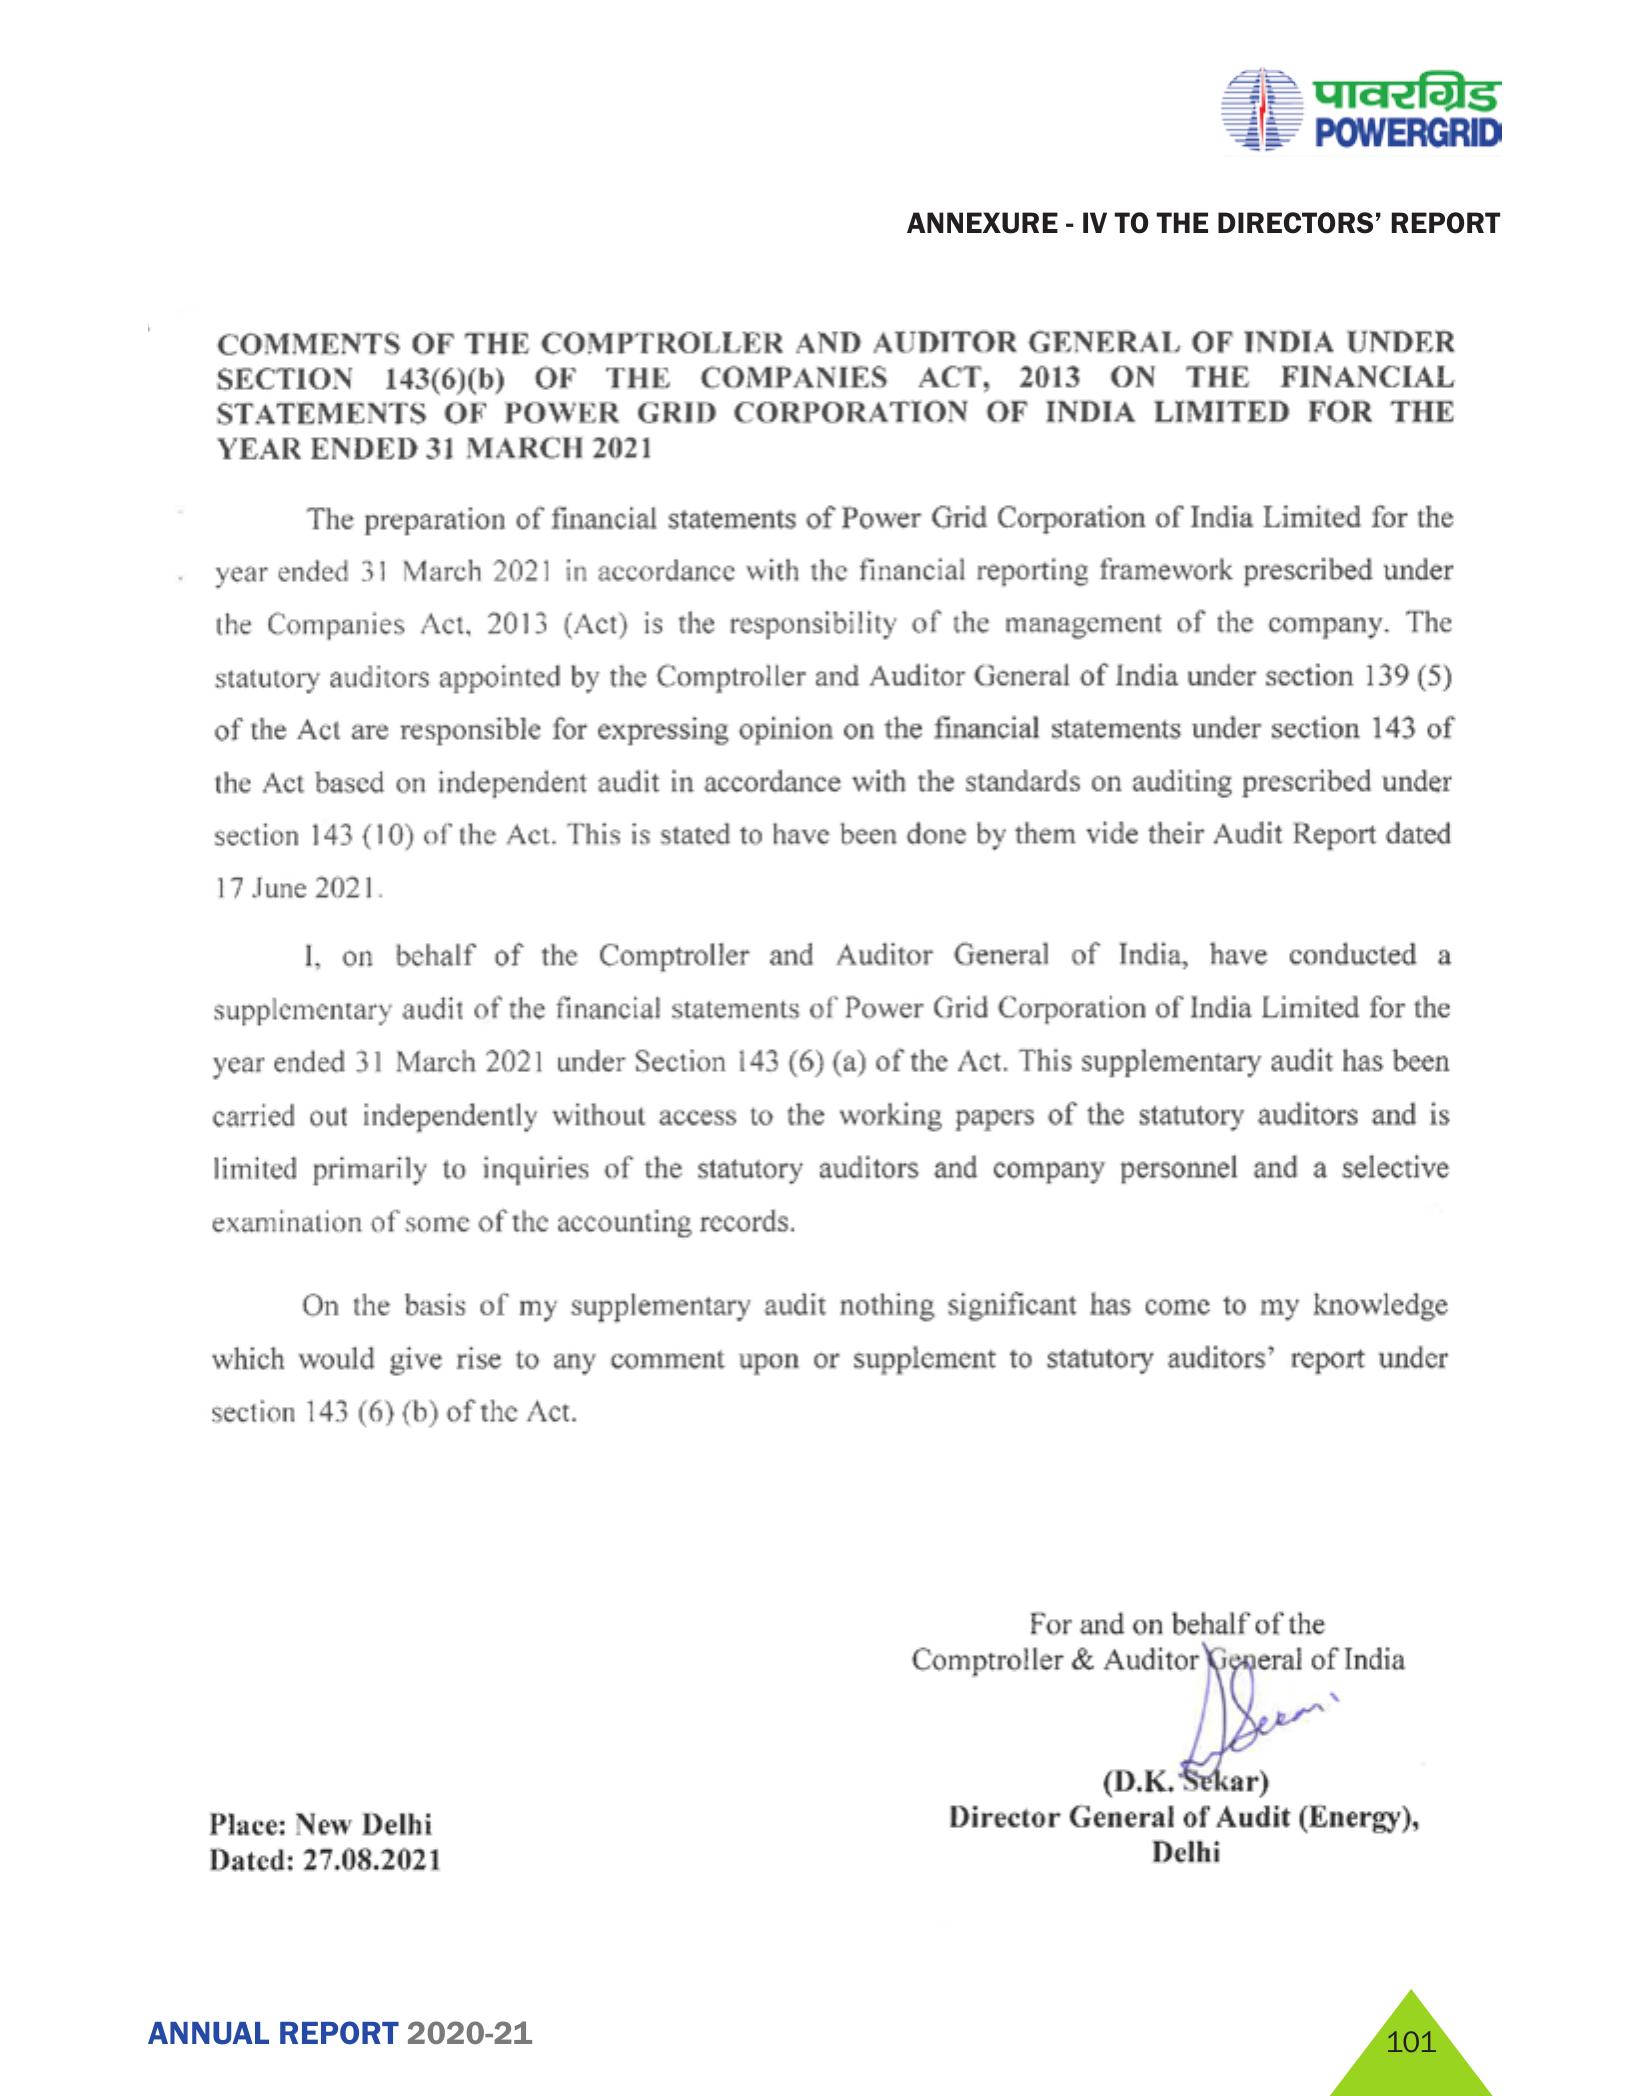 पावरग्रिड
POWERGRID
ANNEXURE - IV TO THE DIRECTORS’ REPORT
COMMENTS OF THE COMPTROLLER AND AUDITOR GENERAL OF INDIA UNDER
SECTION 143(6)(b) OF THE COMPANIES ACT, 2013 ON THE FINANCIAL
STATEMENTS OF POWER GRID CORPORATION OF INDIA LIMITED FOR THE
YEAR ENDED 31 MARCH 2021
The preparation of financial statements of Power Grid Corporation of India Limited for the
year ended 31 March 2021 in accordance with the financial reporting framework prescribed under
the Companies Act, 2013 (Act) is the responsibility of the management of the company. The
statutory auditors appointed by the Comptroller and Auditor General of India under section 139 (5)
of the Act are responsible for expressing opinion on the financial statements under section 143 of
the Act based on independent audit in accordance with the standards on auditing prescribed under
section 143 (10) of the Act. This is stated to have been done by them vide their Audit Report dated
17 June 2021.
I, on behalf of the Comptroller and Auditor General of India, have conducted a
supplementary audit of the financial statements of Power Grid Corporation of India Limited for the
year ended 31 March 2021 under Section 143 (6) (a) of the Act. This supplementary audit has been
carried out independently without access to the working papers of the statutory auditors and is
limited primarily to inquiries of the statutory auditors and company personnel and a selective
examination of some of the accounting records.
On the basis of my supplementary audit nothing significant has come to my knowledge
which would give rise to any comment upon or supplement to statutory auditors’ report under
section 143 (6) (b) of the Act.
For and on behalf of the
Comptroller & Auditor General of India
(D.K. Sekar)
Director General of Audit (Energy),
Delhi
Place: New Delhi
Dated: 27.08.2021
ANNUAL REPORT 2020-21
101